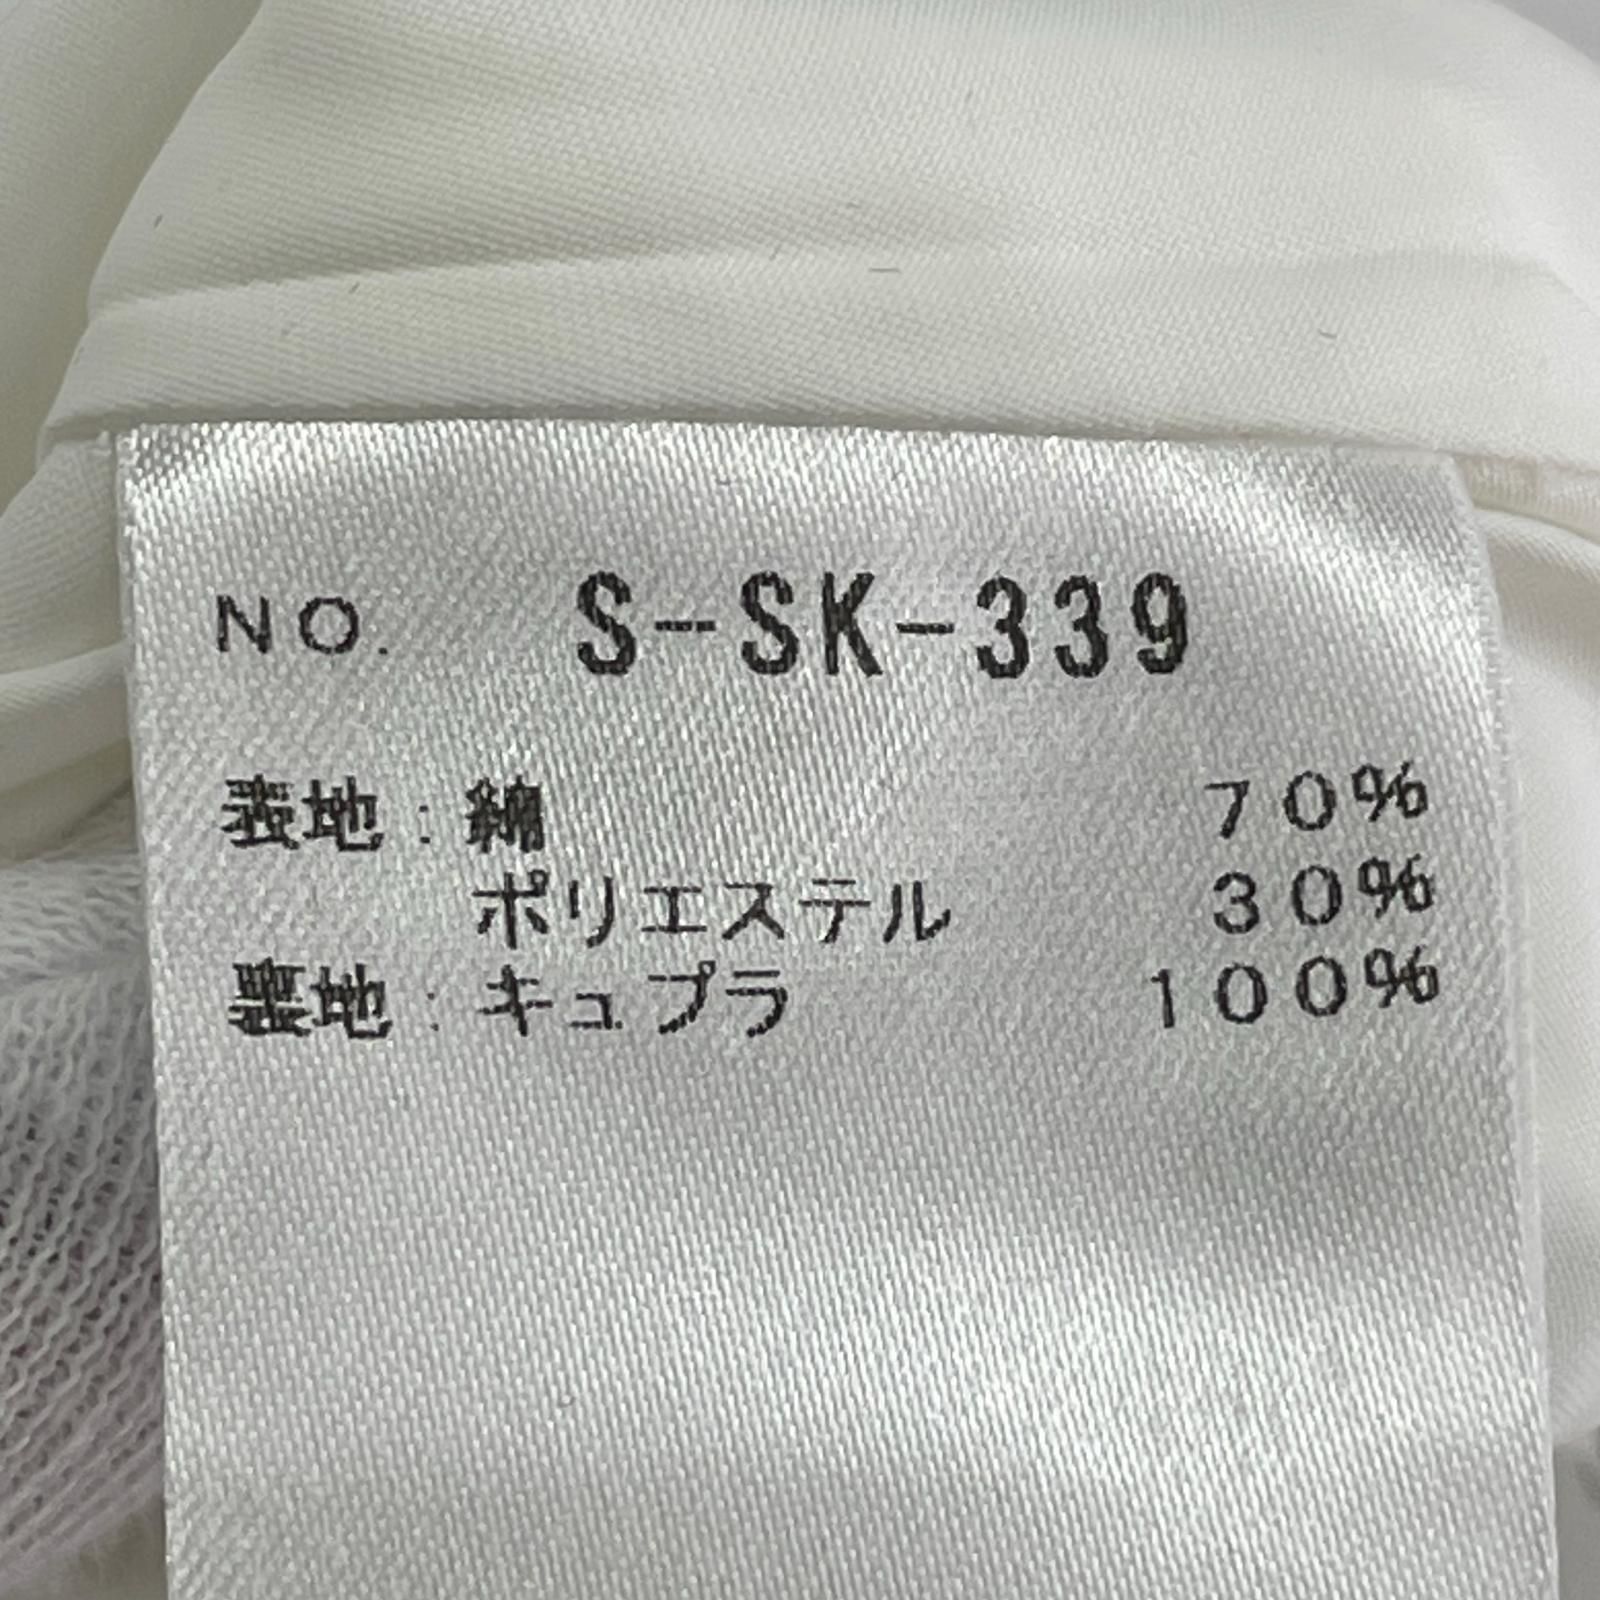 NO. S-SK-339
表地:綿 70%
ポリエステル 30%
裏地:キュプラ 100%